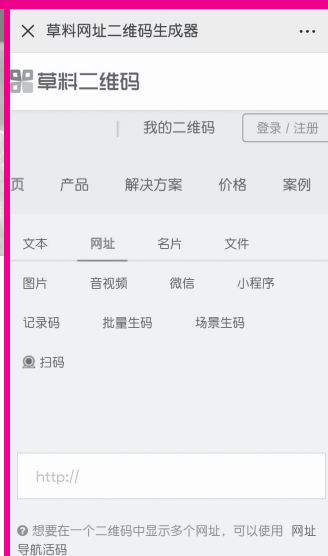 草料网址二维码生成器
草料二维码
我的二维码 登录 / 注册
页 产品 解决方案 价格 案例
文本 网址 名片 文件
图片 音视频 微信 小程序
记录码 批量生码 场景生码
扫码
http://
想要在一个二维码中显示多个网址，可以使用 网址
导航活码